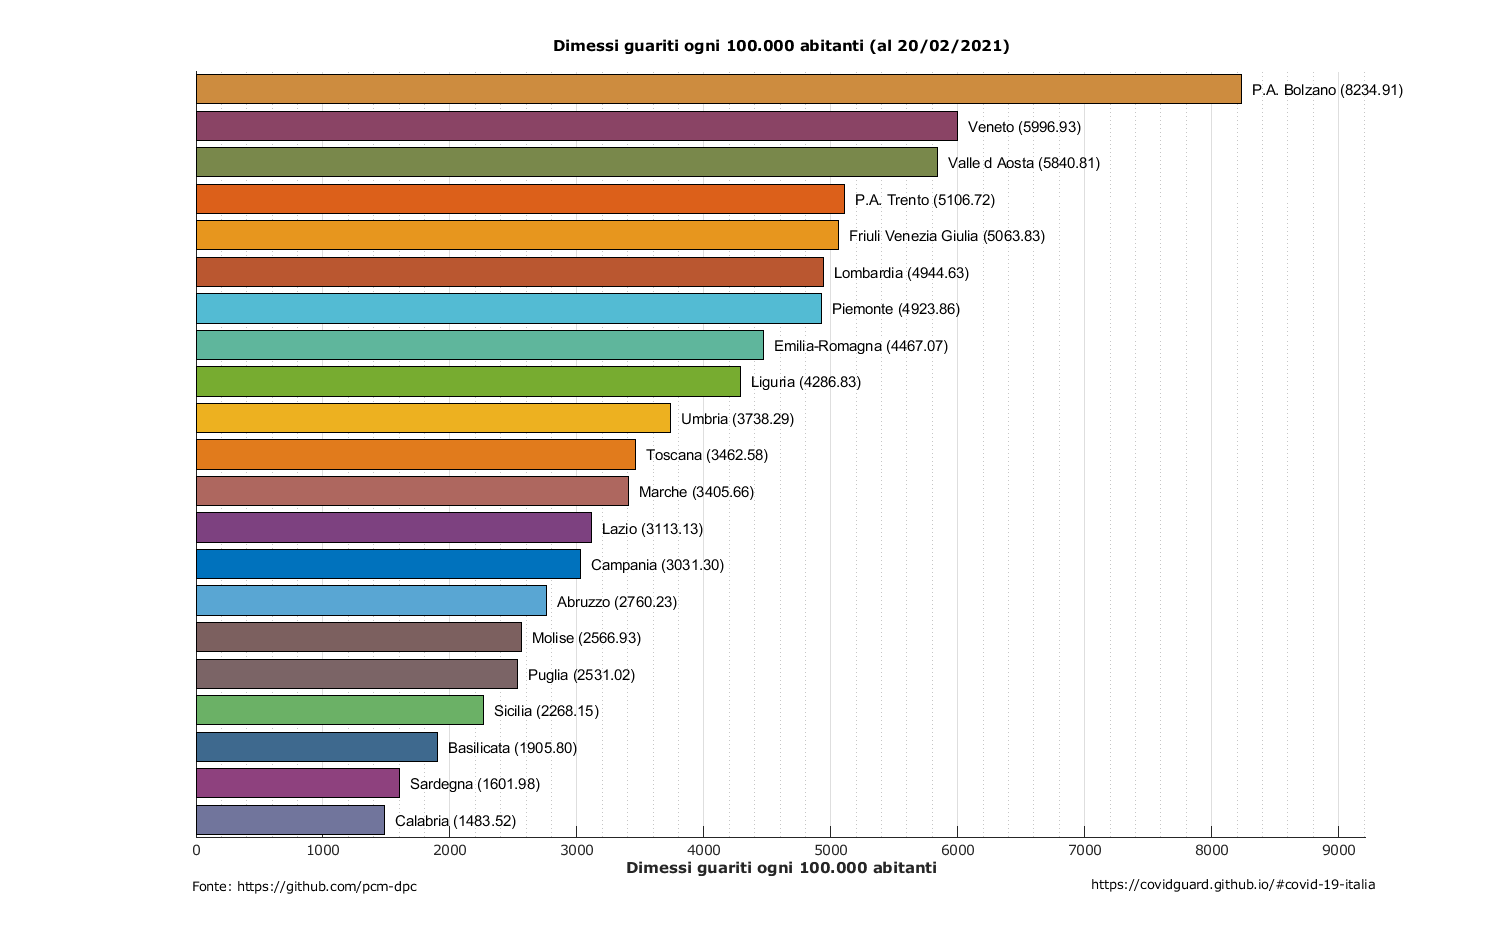 Dimessi guariti ogni 100.000 abitanti (al 20/02/2021)
P.A. Bolzano (8234.91)
Veneto (5996.93)
Valle d Aosta (5840.81)
P.A. Trento (5106.72)
Friuli Venezia Giulia (5063.83)
Lombardia (4944.63)
Piemonte (4923.86)
Emilia-Romagna (4467.07)
Liguria (4286.83)
Umbria (3738.29)
Toscana (3462.58)
Marche (3405.66)
Lazio (3113.13)
Campania (3031.30)
Abruzzo (2760.23)
Molise (2566.93)
Puglia (2531.02)
Sicilia (2268.15)
Basilicata (1905.80)
Sardegna (1601.98)
Calabria (1483.52)
0 1000 2000 3000 4000 5000 6000 7000 8000 9000
Dimessi guariti ogni 100.000 abitanti
Fonte: https://github.com/pcm-dpc
https://covidguard.github.io/#covid-19-italia